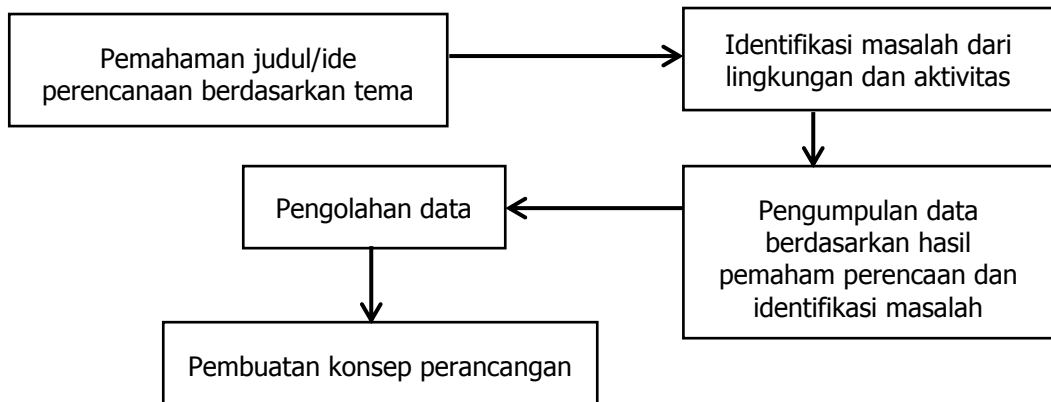 Pemahaman judul/ide
perencanaan berdasarkan tema
Identifikasi masalah dari
lingkungan dan aktivitas
Pengumpulan data
berdasarkan hasil
pemaham perencaan dan
identifikasi masalah
Pengolahan data
Pembuatan konsep perancangan